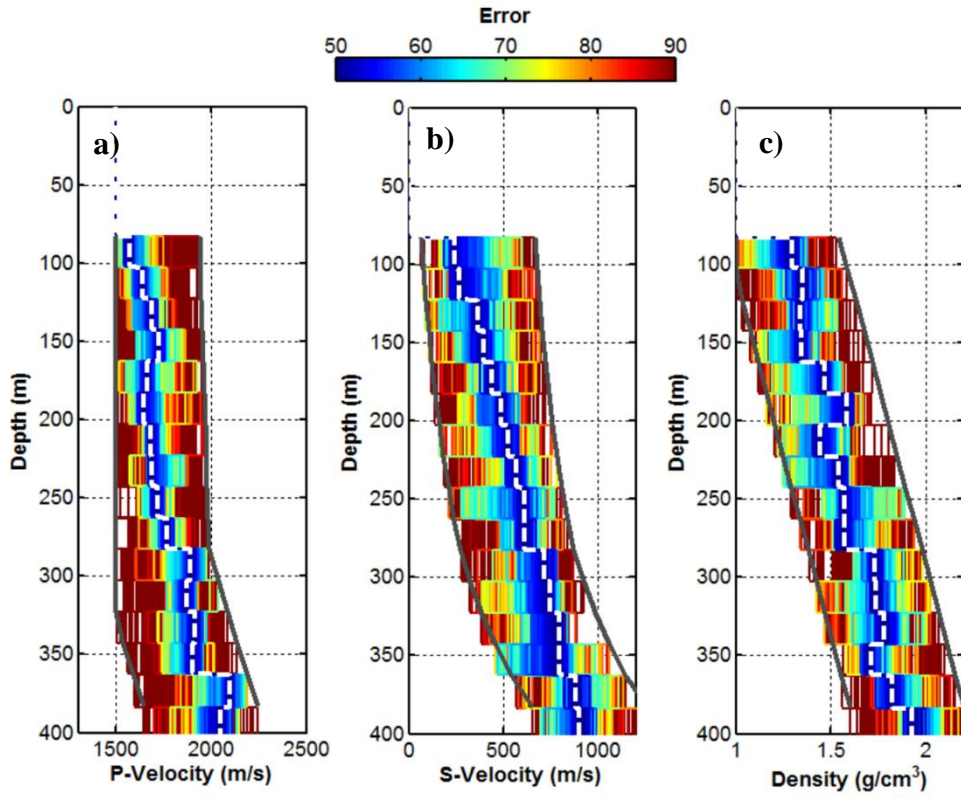 Error
50 60 70 80 90
a)
b)
c)
0
50
100
150
200
250
300
350
400
Depth (m)
1500 2000 2500
P-Velocity (m/s)
0
50
100
150
200
250
300
350
400
Depth (m)
0 500 1000
S-Velocity (m/s)
0
50
100
150
200
250
300
350
400
Depth (m)
1 1.5 2
Density (g/cm³)